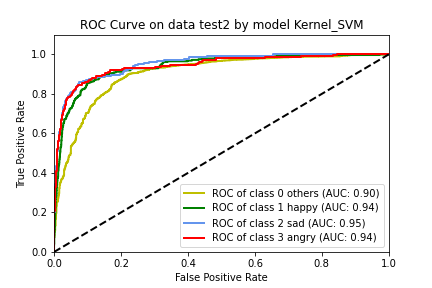 ROC Curve on data test2 by model Kernel_SVM
1.0
0.8
0.6
0.4
0.2
0.0
True Positive Rate
0.0 0.2 0.4 0.6 0.8 1.0
False Positive Rate
ROC of class 0 others (AUC: 0.90)
ROC of class 1 happy (AUC: 0.94)
ROC of class 2 sad (AUC: 0.95)
ROC of class 3 angry (AUC: 0.94)